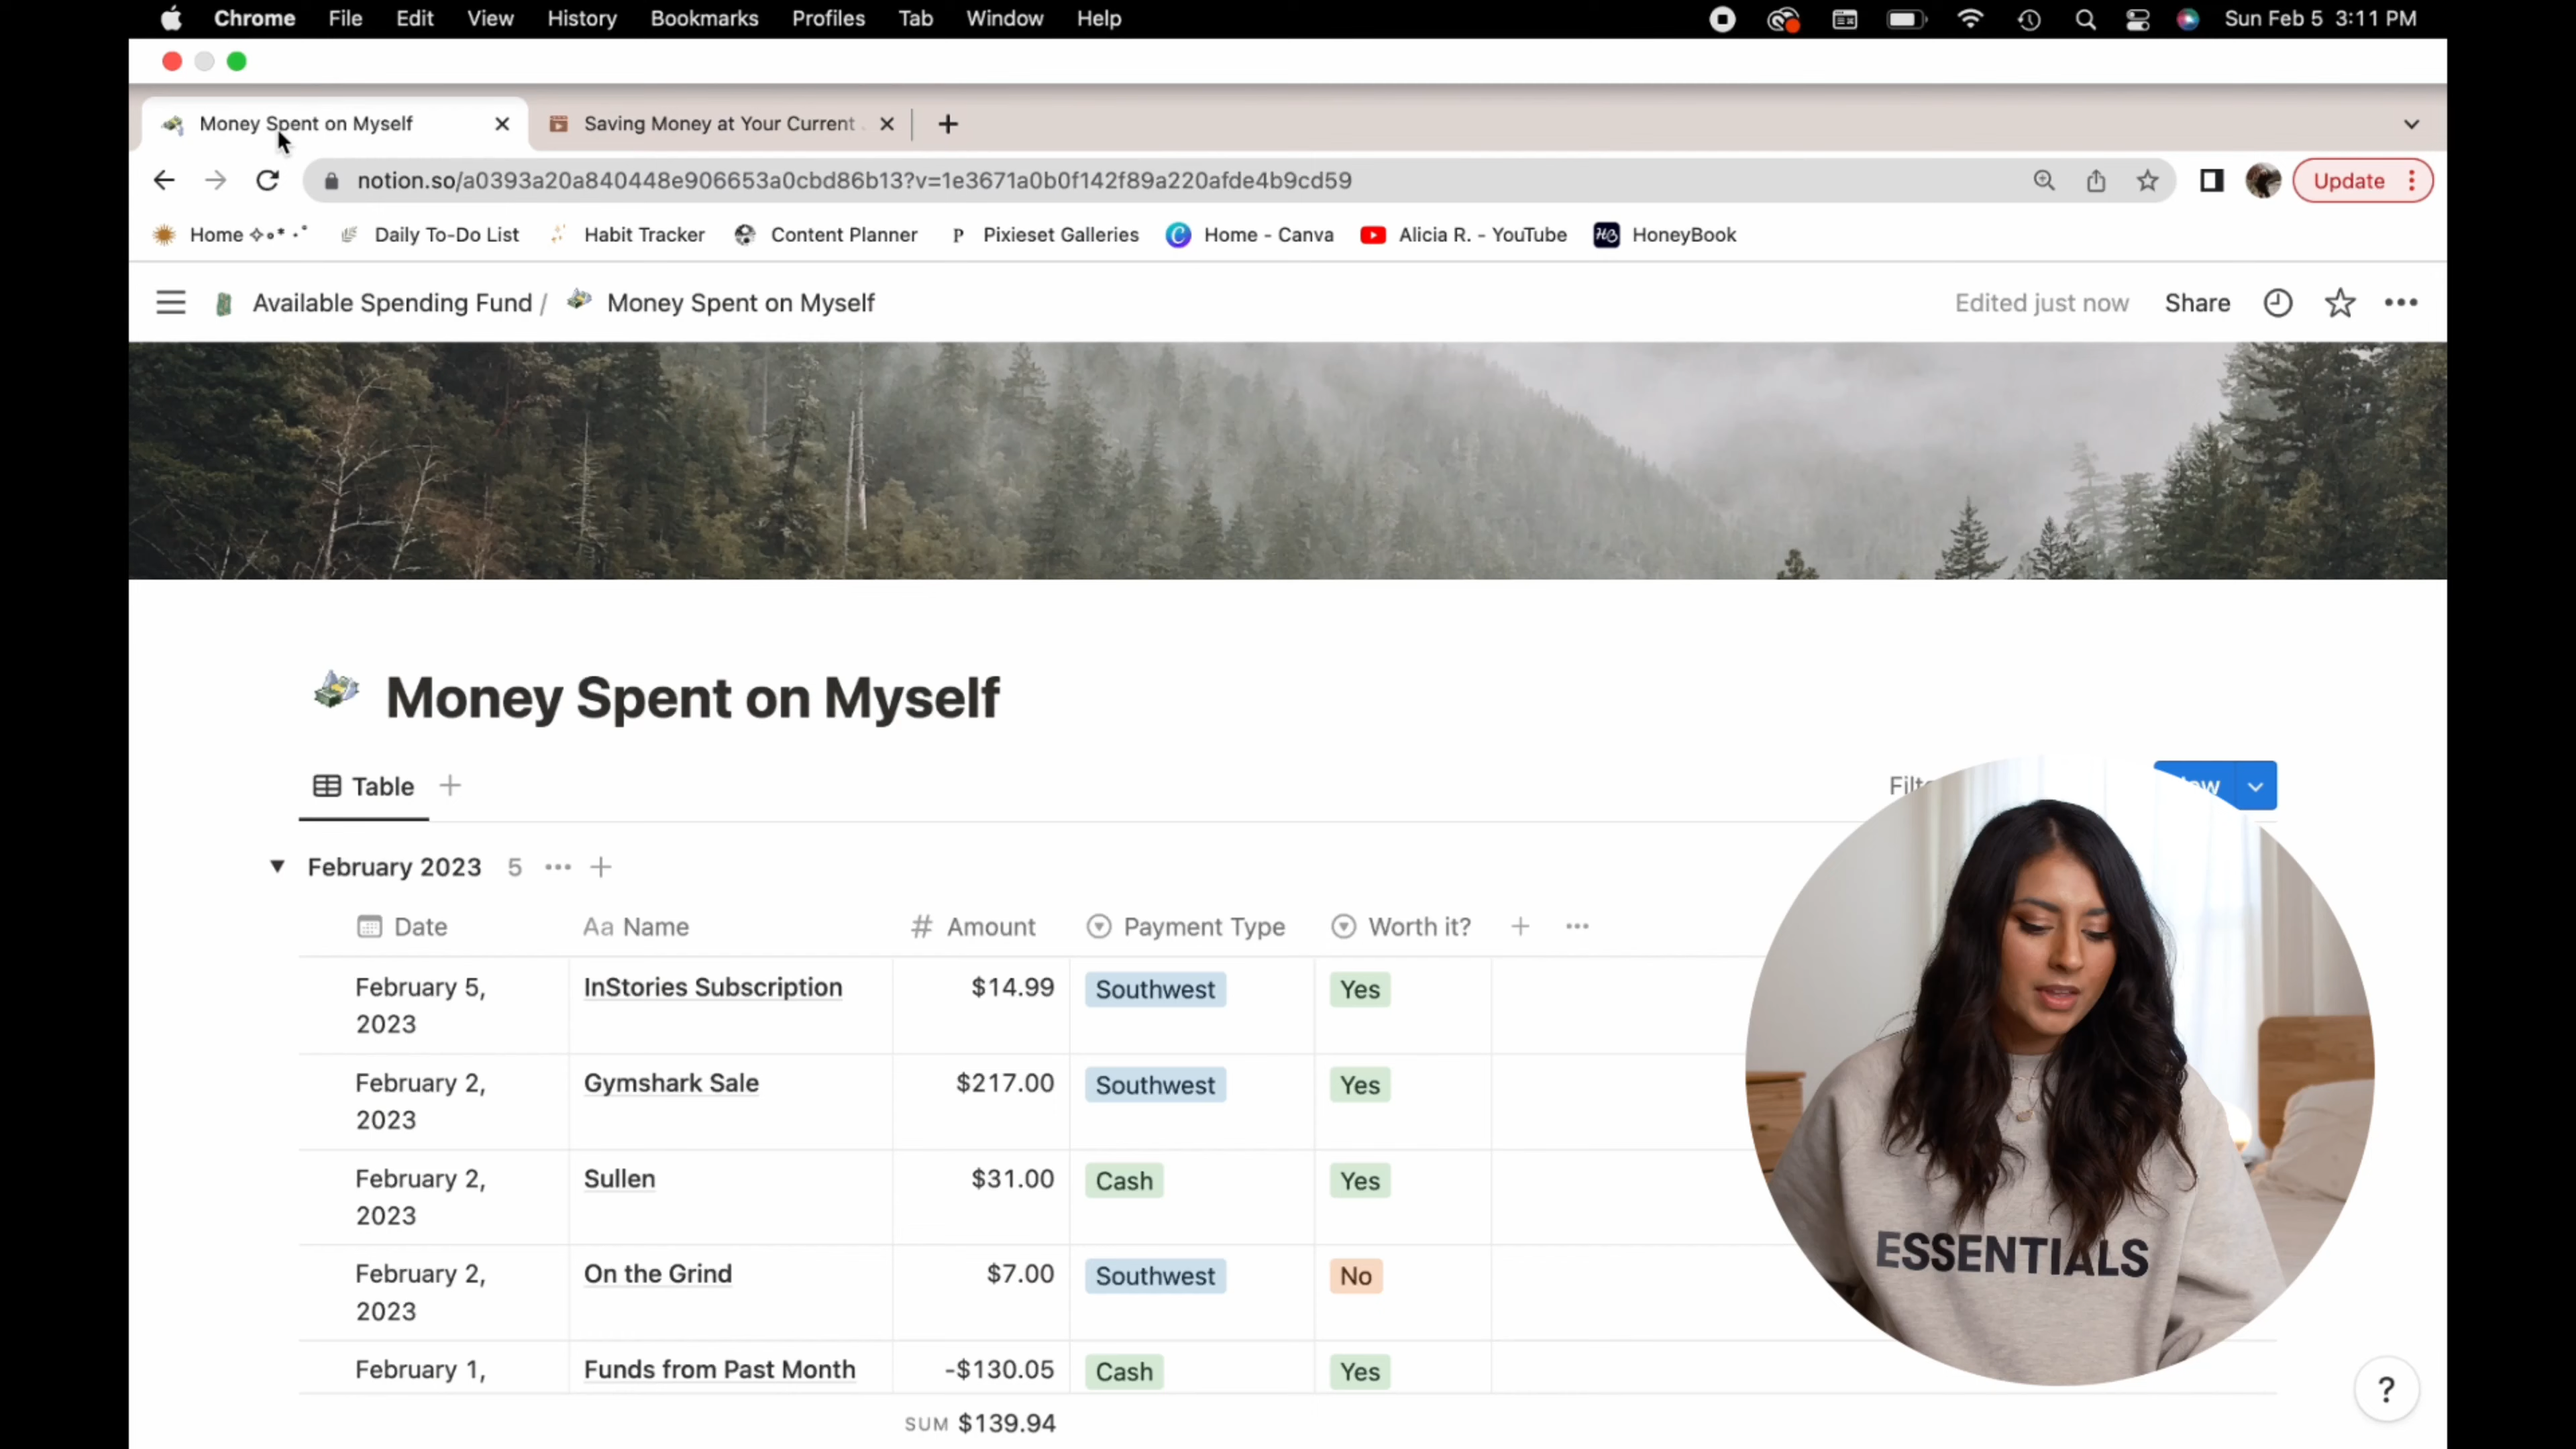 Chrome File Edit View History Bookmarks Profiles Tab Window Help Sun Feb 5 3:11 PM
Money Spent on Myself Saving Money at Your Current
notion.so/a0393a20a840448e906653a0cbd86b13?v=1e3671a0b0f142f89a220afde4b9cd59 Update
Home Daily To-Do List Habit Tracker Content Planner P Pixieset Galleries Home - Canva Alicia R. - YouTube HB HoneyBook
Available Spending Fund / Money Spent on Myself Edited just now Share
Money Spent on Myself
Table
February 2023 5
Date Aa Name # Amount Payment Type Worth it?
February 5, 2023 InStories Subscription $14.99 Southwest Yes
February 2, 2023 Gymshark Sale $217.00 Southwest Yes
February 2, 2023 Sullen $31.00 Cash Yes
February 2, 2023 On the Grind $7.00 Southwest No
February 1, Funds from Past Month -$130.05 Cash Yes
SUM $139.94
ESSENTIALS
?